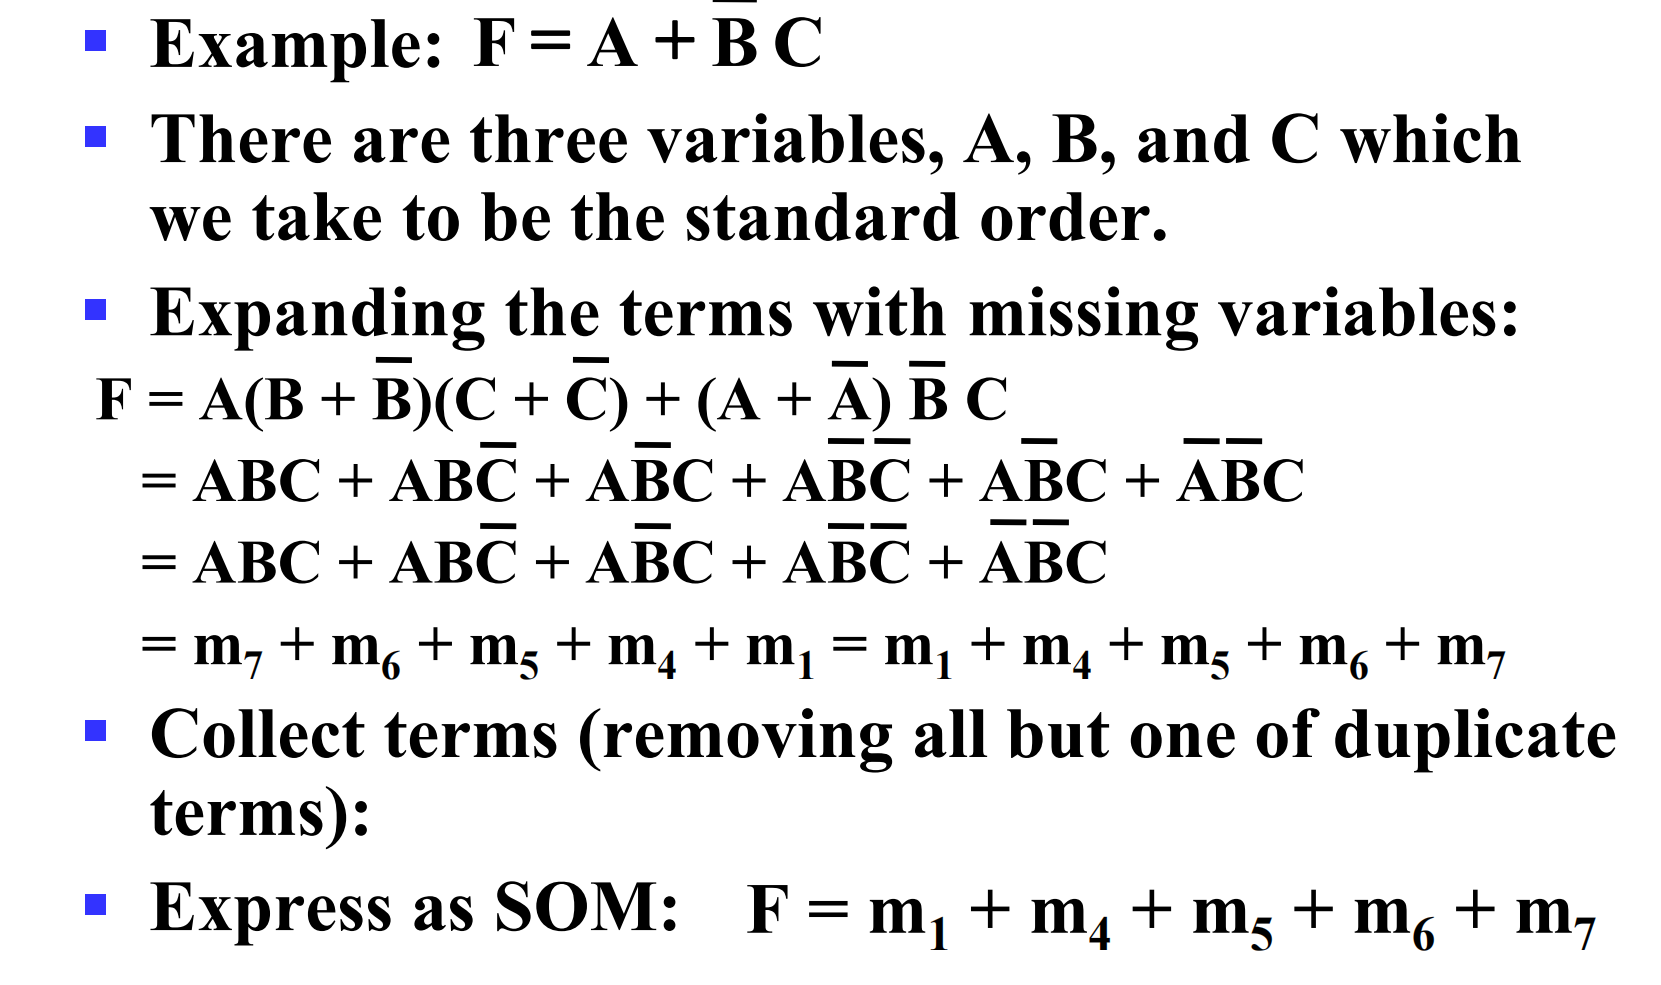 ▪ Example: F = A + B̅ C
▪ There are three variables, A, B, and C which
we take to be the standard order.
▪ Expanding the terms with missing variables:
F = A(B + B̅)(C + C̅) + (A + A̅) B̅ C
= ABC + ABC̅ + AB̅C + AB̅C̅ + AB̅C + A̅B̅C
= ABC + ABC̅ + AB̅C + AB̅C̅ + A̅B̅C
= m₇ + m₆ + m₅ + m₄ + m₁ = m₁ + m₄ + m₅ + m₆ + m₇
▪ Collect terms (removing all but one of duplicate
terms):
▪ Express as SOM: F = m₁ + m₄ + m₅ + m₆ + m₇